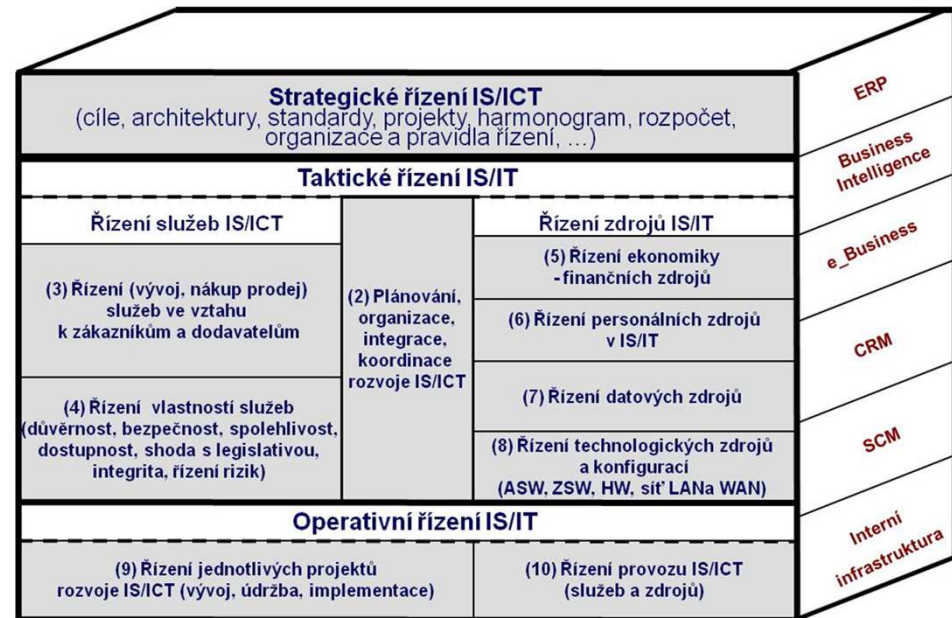 Strategické řízení IS/ICT
(cíle, architektury, standardy, projekty, harmonogram, rozpočet,
organizace a pravidla řízení, ...)
Taktické řízení IS/IT
Řízení služeb IS/ICT
(3) Řízení (vývoj, nákup prodej)
služeb ve vztahu
k zákazníkům a dodavatelům
(4) Řízení vlastností služeb
(důvěrnost, bezpečnost, spolehlivost,
dostupnost, shoda s legislativou,
integrita, řízení rizik)
(2) Plánování,
organizace,
integrace,
koordinace
rozvoje IS/ICT
Řízení zdrojů IS/IT
(5) Řízení ekonomiky
-finančních zdrojů
(6) Řízení personálních zdrojů
v IS/IT
(7) Řízení datových zdrojů
(8) Řízení technologických zdrojů
a konfigurací
(ASW, ZSW, HW, síť LANa WAN)
Operativní řízení IS/IT
(9) Řízení jednotlivých projektů
rozvoje IS/ICT (vývoj, údržba, implementace)
(10) Řízení provozu IS/ICT
(služeb a zdrojů)
ERP
Business
Intelligence
e_Business
CRM
SCM
Interní
infrastruktura